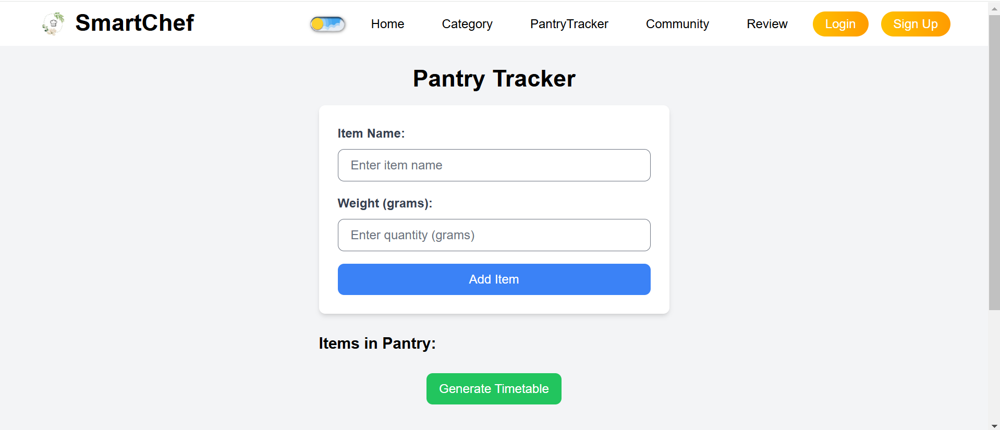 SmartChef
Home Category PantryTracker Community Review Login Sign Up
Pantry Tracker
Item Name:
Enter item name
Weight (grams):
Enter quantity (grams)
Add Item
Items in Pantry:
Generate Timetable